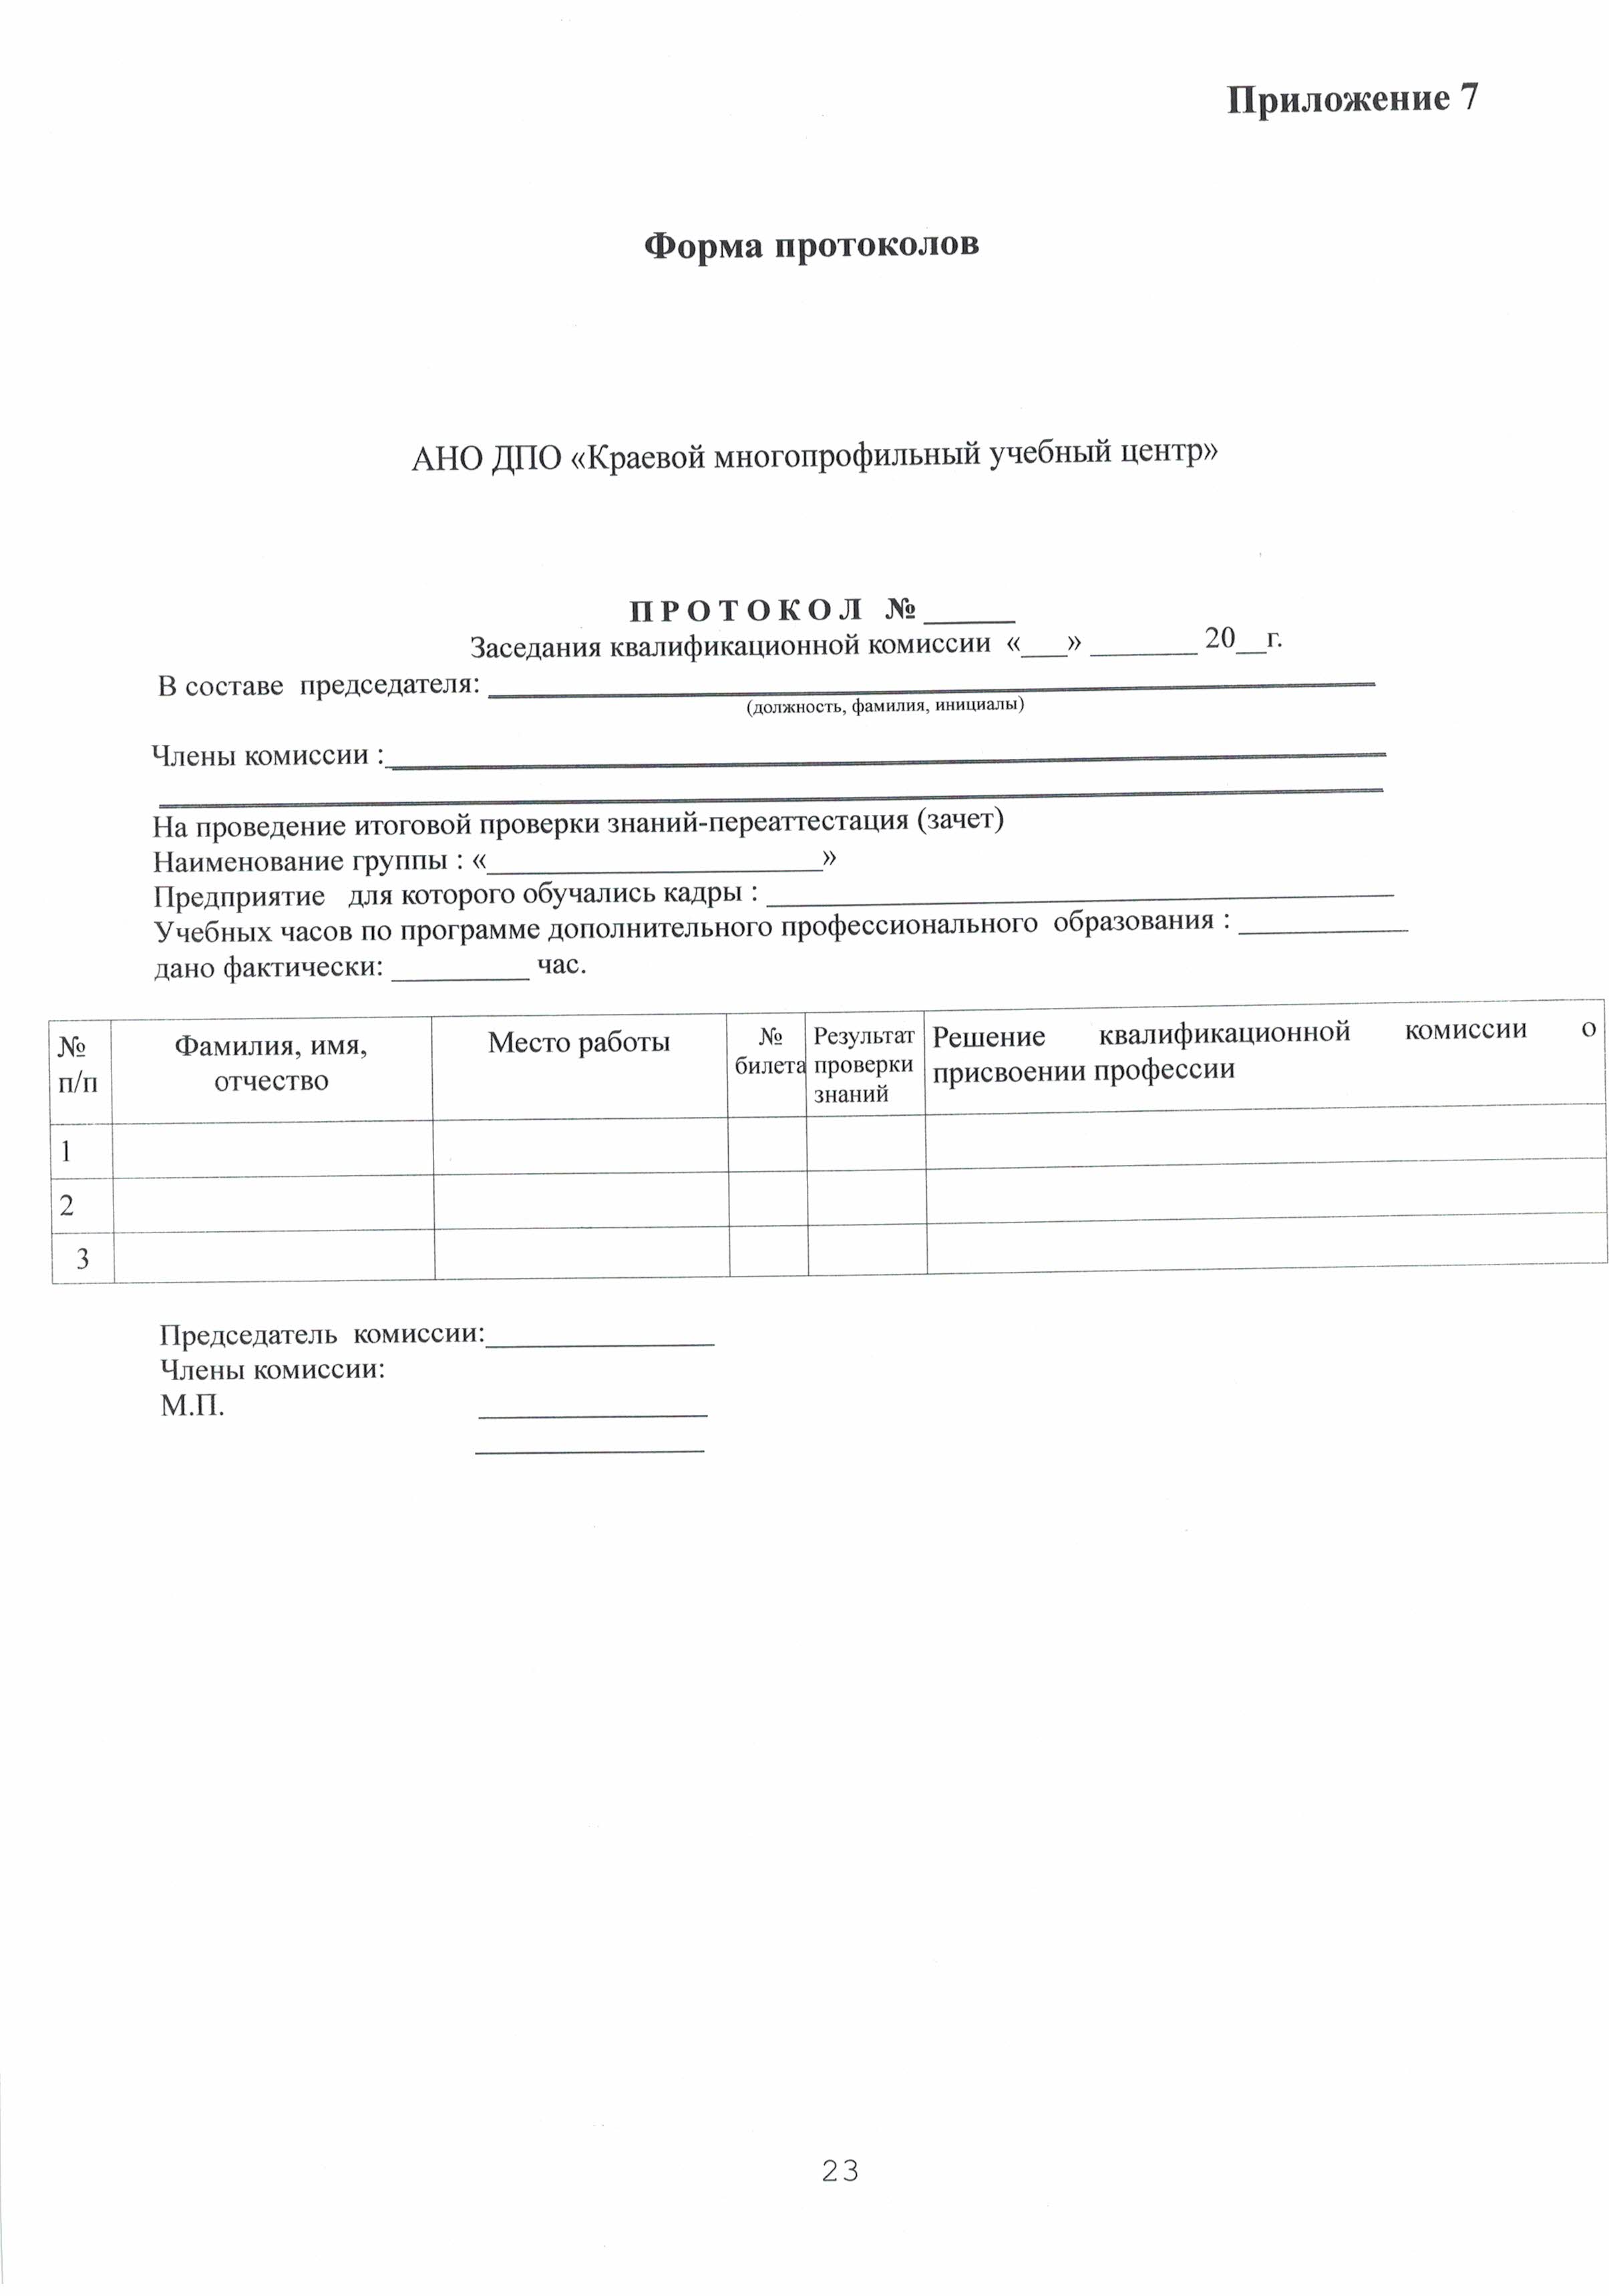 Приложение 7
Форма протоколов
АНО ДПО «Краевой многопрофильный учебный центр»
П Р О Т О К О Л № ______
Заседания квалификационной комиссии «___» _______ 20__г.
В составе председателя: ____________________
(должность, фамилия, инициалы)
Члены комиссии :____________________
____________________
На проведение итоговой проверки знаний-переаттестация (зачет)
Наименование группы : «______________________»
Предприятие для которого обучались кадры : ____________________
Учебных часов по программе дополнительного профессионального образования : ___________
дано фактически: _________ час.
№ п/п	Фамилия, имя, отчество	Место работы	№ билета	Результат проверки знаний	Решение квалификационной комиссии о присвоении профессии
1
2
3
Председатель комиссии:_______________
Члены комиссии:
М.П. _______________
_______________
23